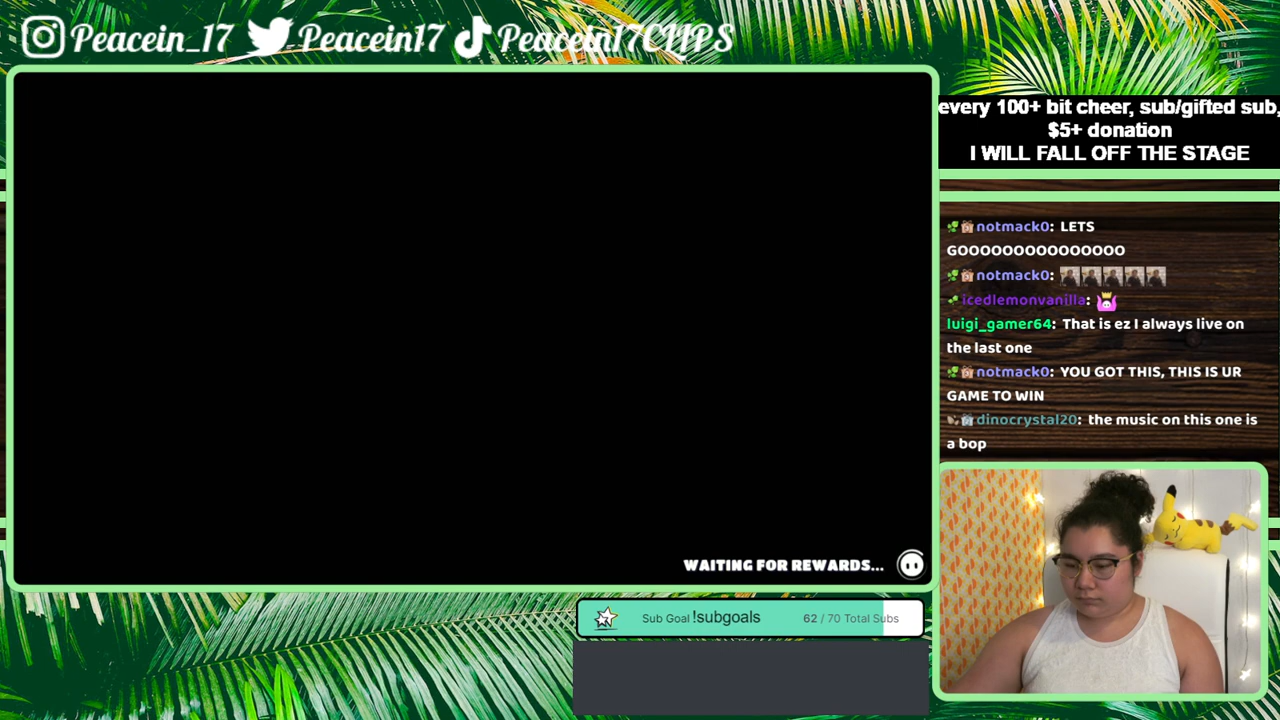 Peacein_17 Peacein17 Peacein17ClIPS
every 100+ bit cheer, sub/gifted sub,
$5+ donation
I WILL FALL OFF THE STAGE
notmack0: LETS
GOOOOOOOOOOOOOOO
notmack0:
icedlemonvanilla:
luigi_gamer64: That is ez I always live on
the last one
notmack0: YOU GOT THIS, THIS IS UR
GAME TO WIN
dinocrystal20: the music on this one is
a bop
WAITING FOR REWARDS...
Sub Goal !subgoals 62 / 70 Total Subs